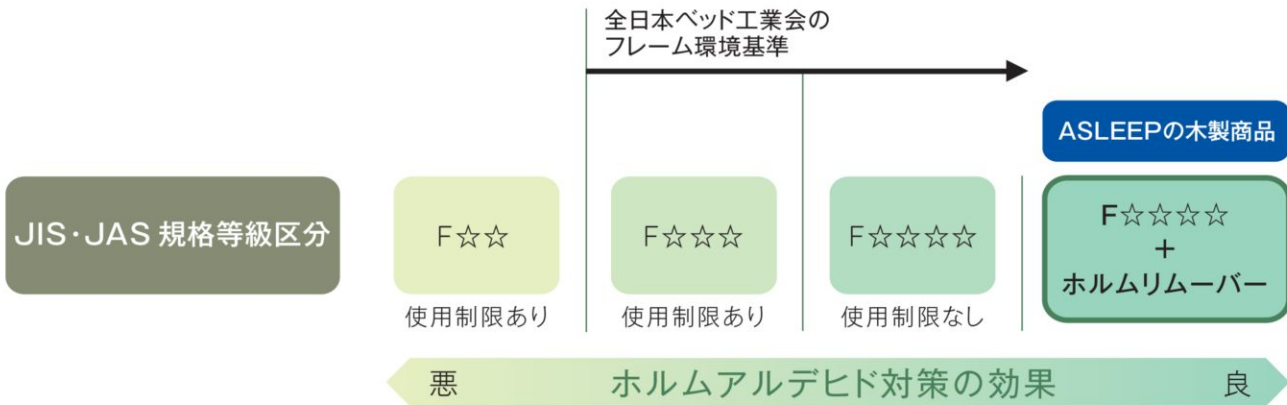 全日本ベッド工業会の
フレーム環境基準
ASLEEPの木製商品
JIS・JAS 規格等級区分
F☆☆
F☆☆☆
F☆☆☆☆
F☆☆☆☆
+
ホルムリムーバー
使用制限あり
使用制限あり
使用制限なし
悪
ホルムアルデヒド対策の効果
良